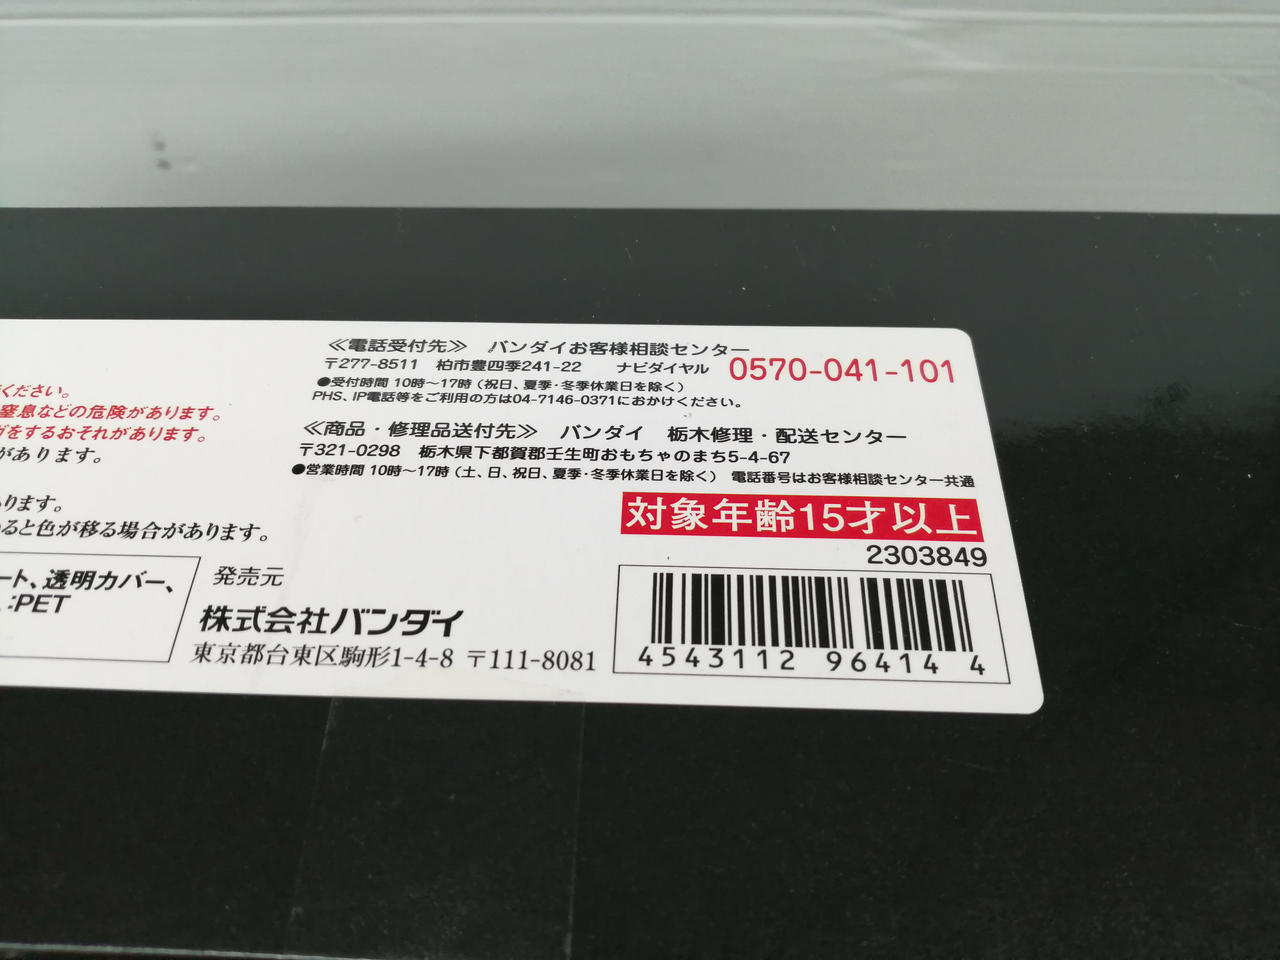 ください。
窒息などの危険があります。
をするおそれがあります。
があります。
ります。
ると色が移る場合があります。
ート、透明カバー、
:PET
≪電話受付先≫ バンダイお客様相談センター
〒277-8511 柏市豊四季241-22 ナビダイヤル 0570-041-101
●受付時間 10時〜17時（祝日、夏季・冬季休業日を除く）
PHS、IP電話等をご利用の方は04-7146-0371におかけください。
≪商品・修理品送付先≫ バンダイ 栃木修理・配送センター
〒321-0298 栃木県下都賀郡壬生町おもちゃのまち5-4-67
●営業時間 10時〜17時（土、日、祝日、夏季・冬季休業日を除く） 電話番号はお客様相談センター共通
対象年齢15才以上
2303849
発売元
株式会社バンダイ
東京都台東区駒形1-4-8 〒111-8081
4543112 96414 4